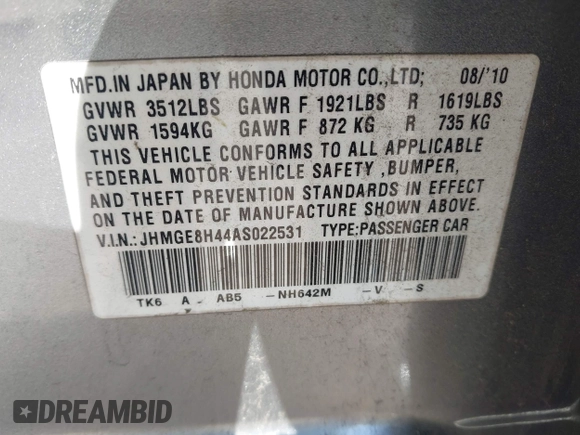 MFD.IN JAPAN BY HONDA MOTOR CO.,LTD; 08/'10
GVWR 3512LBS GAWR F 1921LBS R 1619LBS
GVWR 1594KG GAWR F 872 KG R 735 KG
THIS VEHICLE CONFORMS TO ALL APPLICABLE
FEDERAL MOTOR VEHICLE SAFETY ,BUMPER,
AND THEFT PREVENTION STANDARDS IN EFFECT
ON THE DATE OF MANUFACTURE SHOWN ABOVE.
V.I.N.: JHMGE8H44AS022531 TYPE:PASSENGER CAR
TK6 A - AB5 -NH642M -V -S
DREAMBID